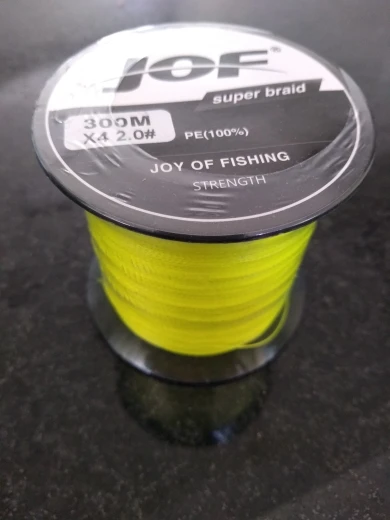 JOF®
super braid
300M
X4 2.0#
PE(100%)
JOY OF FISHING
STRENGTH